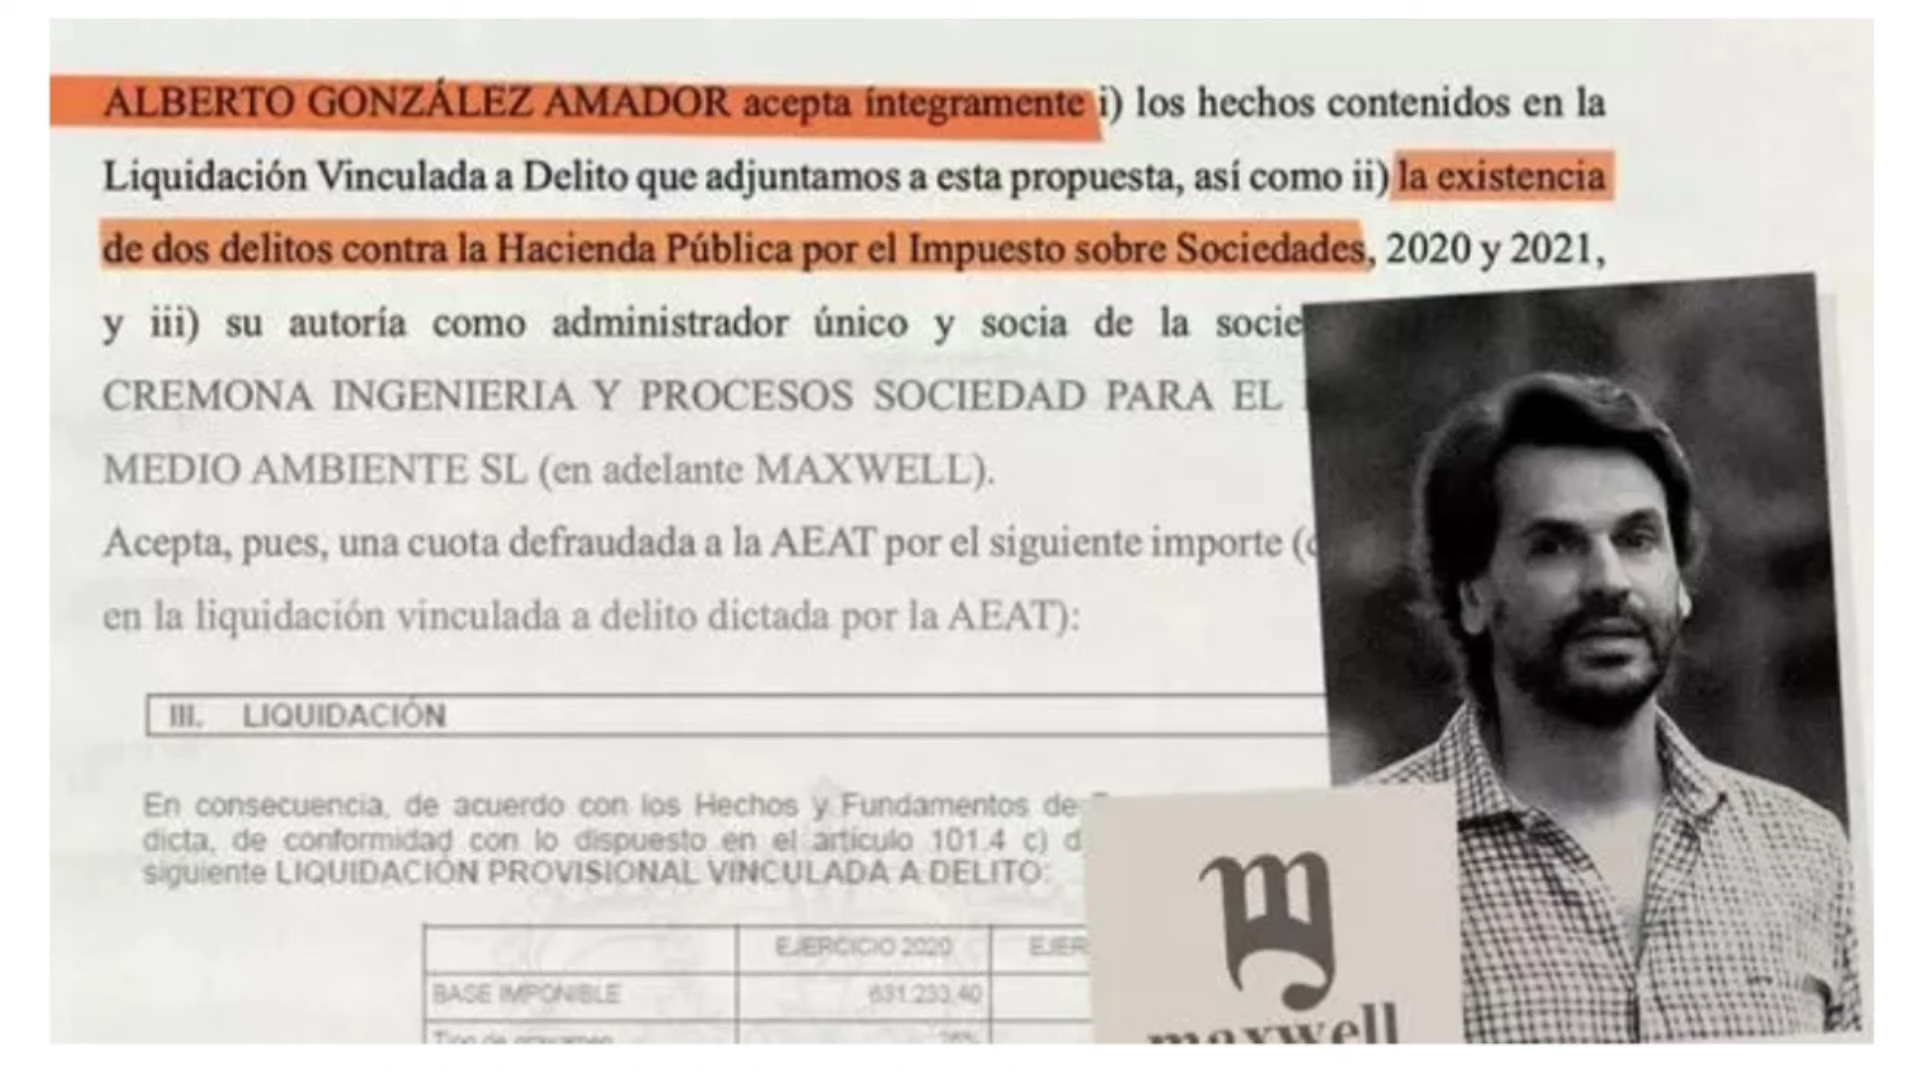 ALBERTO GONZÁLEZ AMADOR acepta íntegramente i) los hechos contenidos en la
Liquidación Vinculada a Delito que adjuntamos a esta propuesta, así como ii) la existencia
de dos delitos contra la Hacienda Pública por el Impuesto sobre Sociedades, 2020 y 2021,
y iii) su autoría como administrador único y socia de la socie
CREMONA INGENIERIA Y PROCESOS SOCIEDAD PARA EL
MEDIO AMBIENTE SL (en adelante MAXWELL).
Acepta, pues, una cuota defraudada a la AEAT por el siguiente importe (
en la liquidación vinculada a delito dictada por la AEAT):
III. LIQUIDACIÓN
En consecuencia, de acuerdo con los Hechos y Fundamentos de
dicta, de conformidad con lo dispuesto en el artículo 101.4 c) d
siguiente LIQUIDACIÓN PROVISIONAL VINCULADA A DELITO:
EJERCICIO 2020 EJER
BASE IMPONIBLE 631.233,40
Tipo de gravamen
maxwell